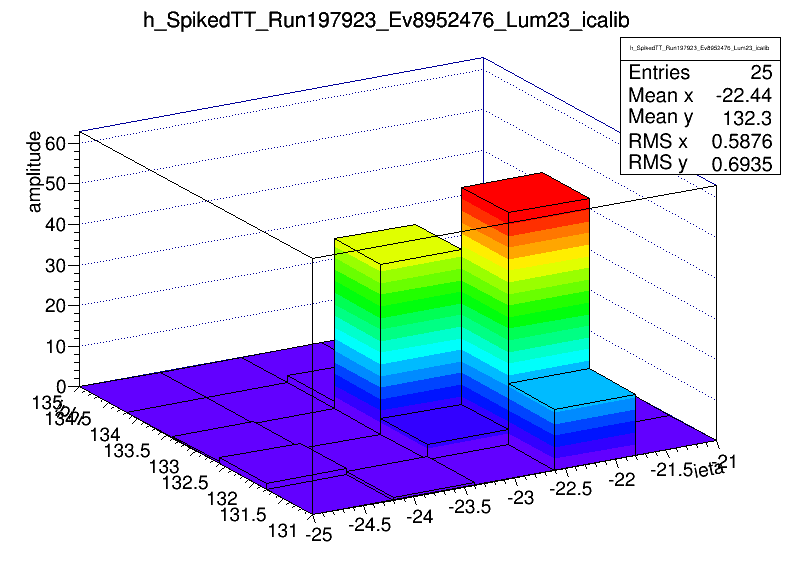 h_SpikedTT_Run197923_Ev8952476_Lum23_icalib
h_SpikedTT_Run197923_Ev8952476_Lum23_icalib
Entries 25
Mean x -22.44
Mean y 132.3
RMS x 0.5876
RMS y 0.6935
amplitude
60
50
40
30
20
10
0
135
134.5
134
133.5
133
132.5
132
131.5
131
-25
-24.5
-24
-23.5
-23
-22.5
-22
-21.5
-21
ieta